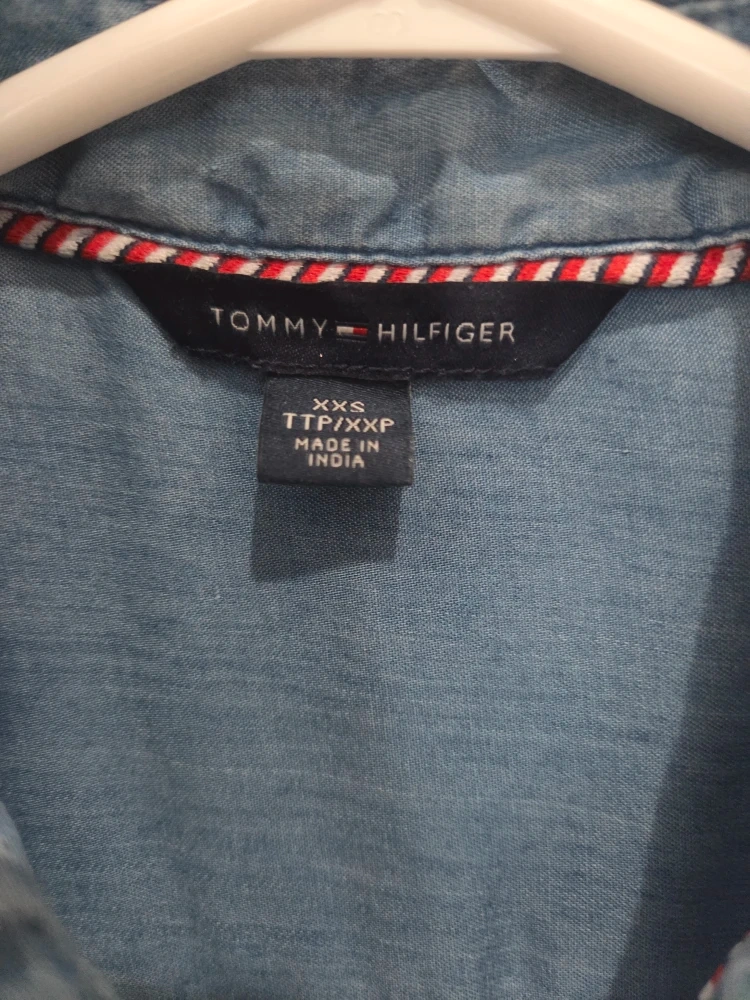 TOMMY HILFIGER
XXS
TTP/XXP
MADE IN
INDIA